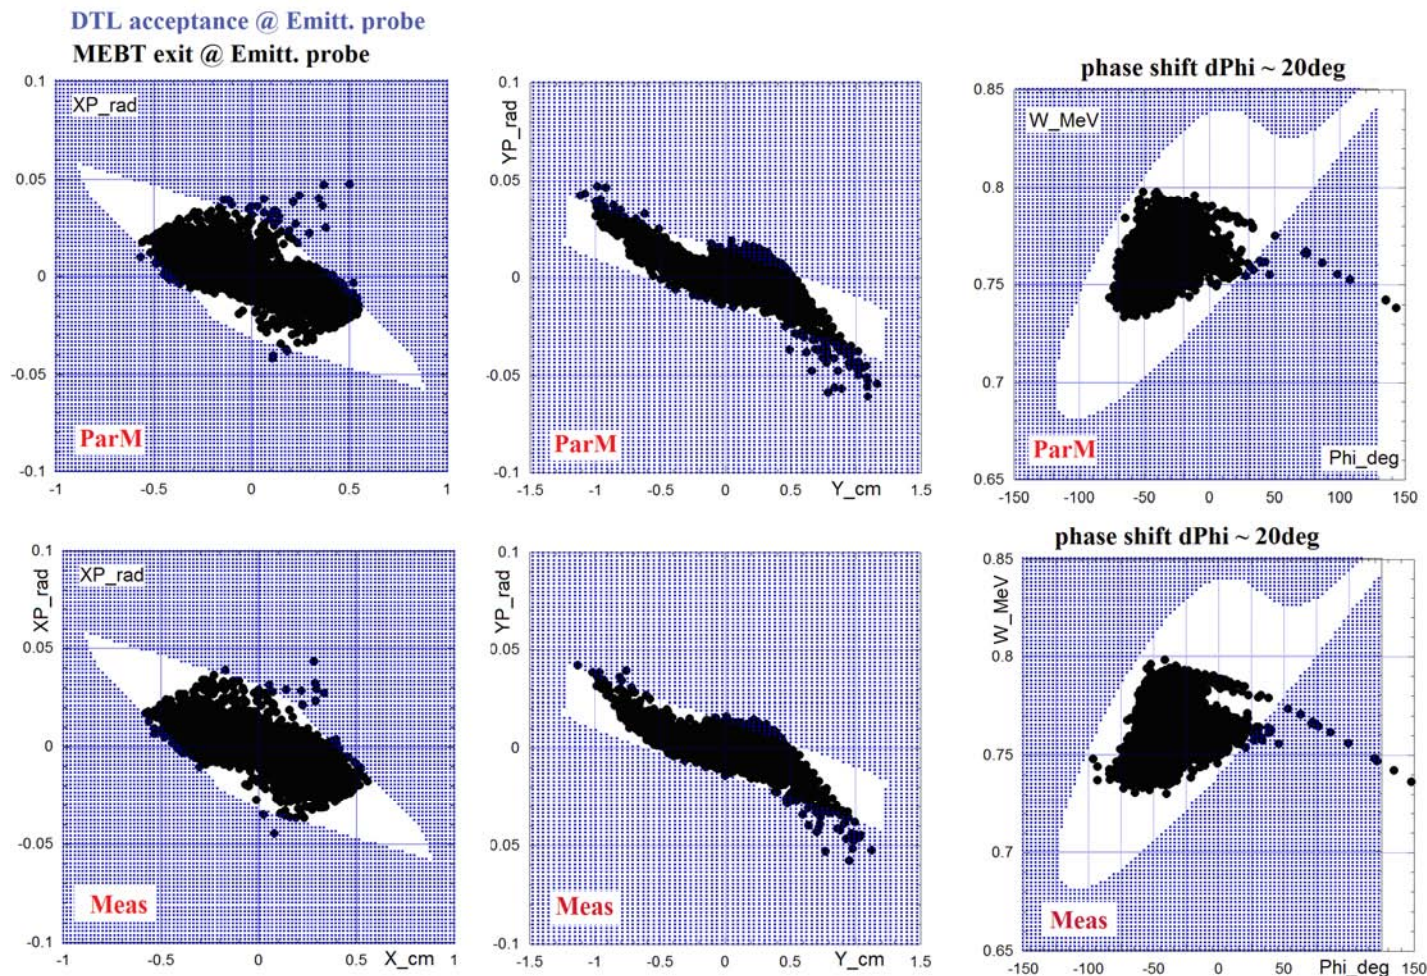 DTL acceptance @ Emitt. probe
MEBT exit @ Emitt. probe
phase shift dPhi ~ 20deg
0.1
XP_rad
0.05
0
-0.05
ParM
-0.1
-1 -0.5 0 0.5 1
0.1
YP_rad
0.05
0
-0.05
ParM
-0.1
-1.5 -1 -0.5 0 0.5 Y_cm 1.5
0.85
W_MeV
0.8
0.75
0.7
ParM
Phi_deg
0.65
-150 -100 -50 0 50 100 150
phase shift dPhi ~ 20deg
0.1
XP_rad
XP_rad
0.05
0
-0.05
Meas
-0.1
-1 -0.5 0 X_cm 1
0.1
YP_rad
0.05
0
-0.05
Meas
-0.1
-1.5 -1 -0.5 0 0.5 Y_cm 1.5
0.85
W_MeV
0.8
0.75
0.7
Meas
0.65
-150 -100 -50 0 50 Phi_deg 150